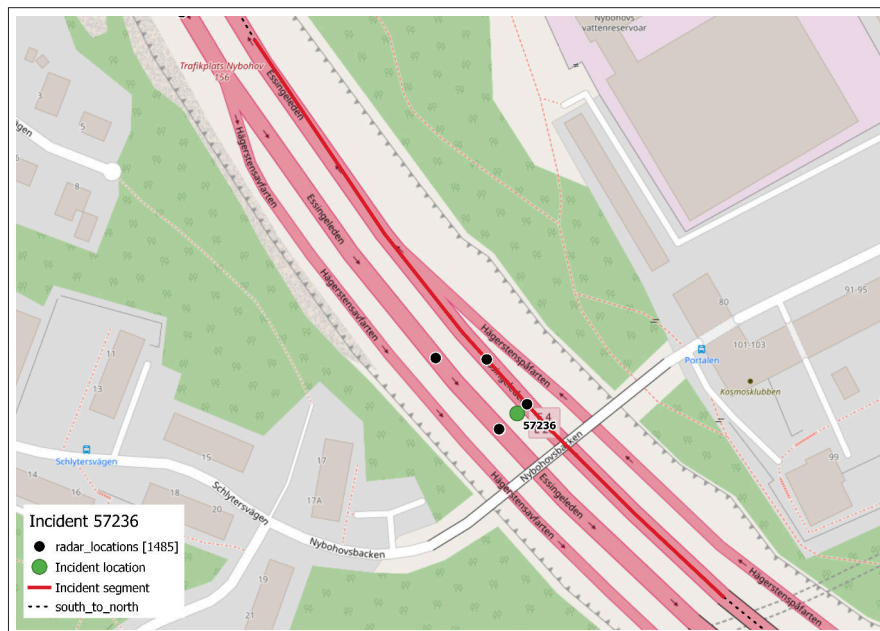 Nybohovs
vattenreservoar
Trafikplats Nybohov
156
Essingeleden
Hägerstensavfarten
3
5
6
8
Essingeleden
Hägerstensavfarten
Hägerstenspåfarten
80
91-95
101-103
Portalen
Kosmosklubben
99
11
13
15
17
17A
Schlytersvägen
14
16
18
20
Schlytersvägen
Nybohovsbacken
19
21
E 4
57236
Nybohovsbacken
Essingeleden
Hägerstensavfarten
Hägerstenspåfarten
Incident 57236
radar_locations [1485]
Incident location
Incident segment
south_to_north